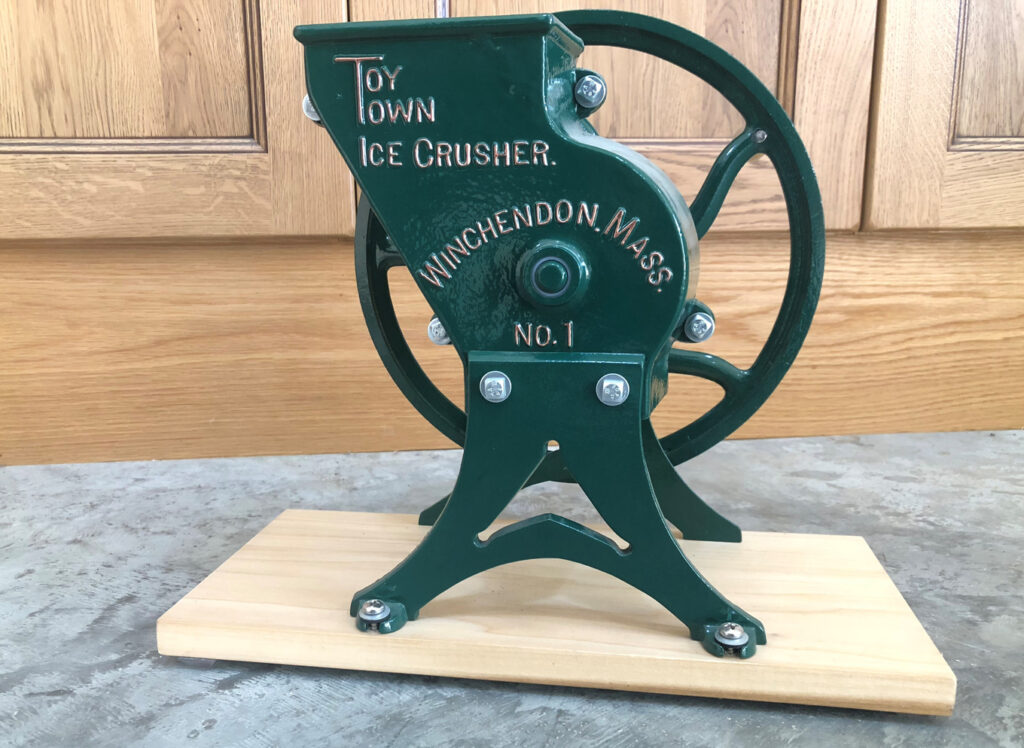 Toy
Town
Ice Crusher.
Winchendon, Mass.
No. 1